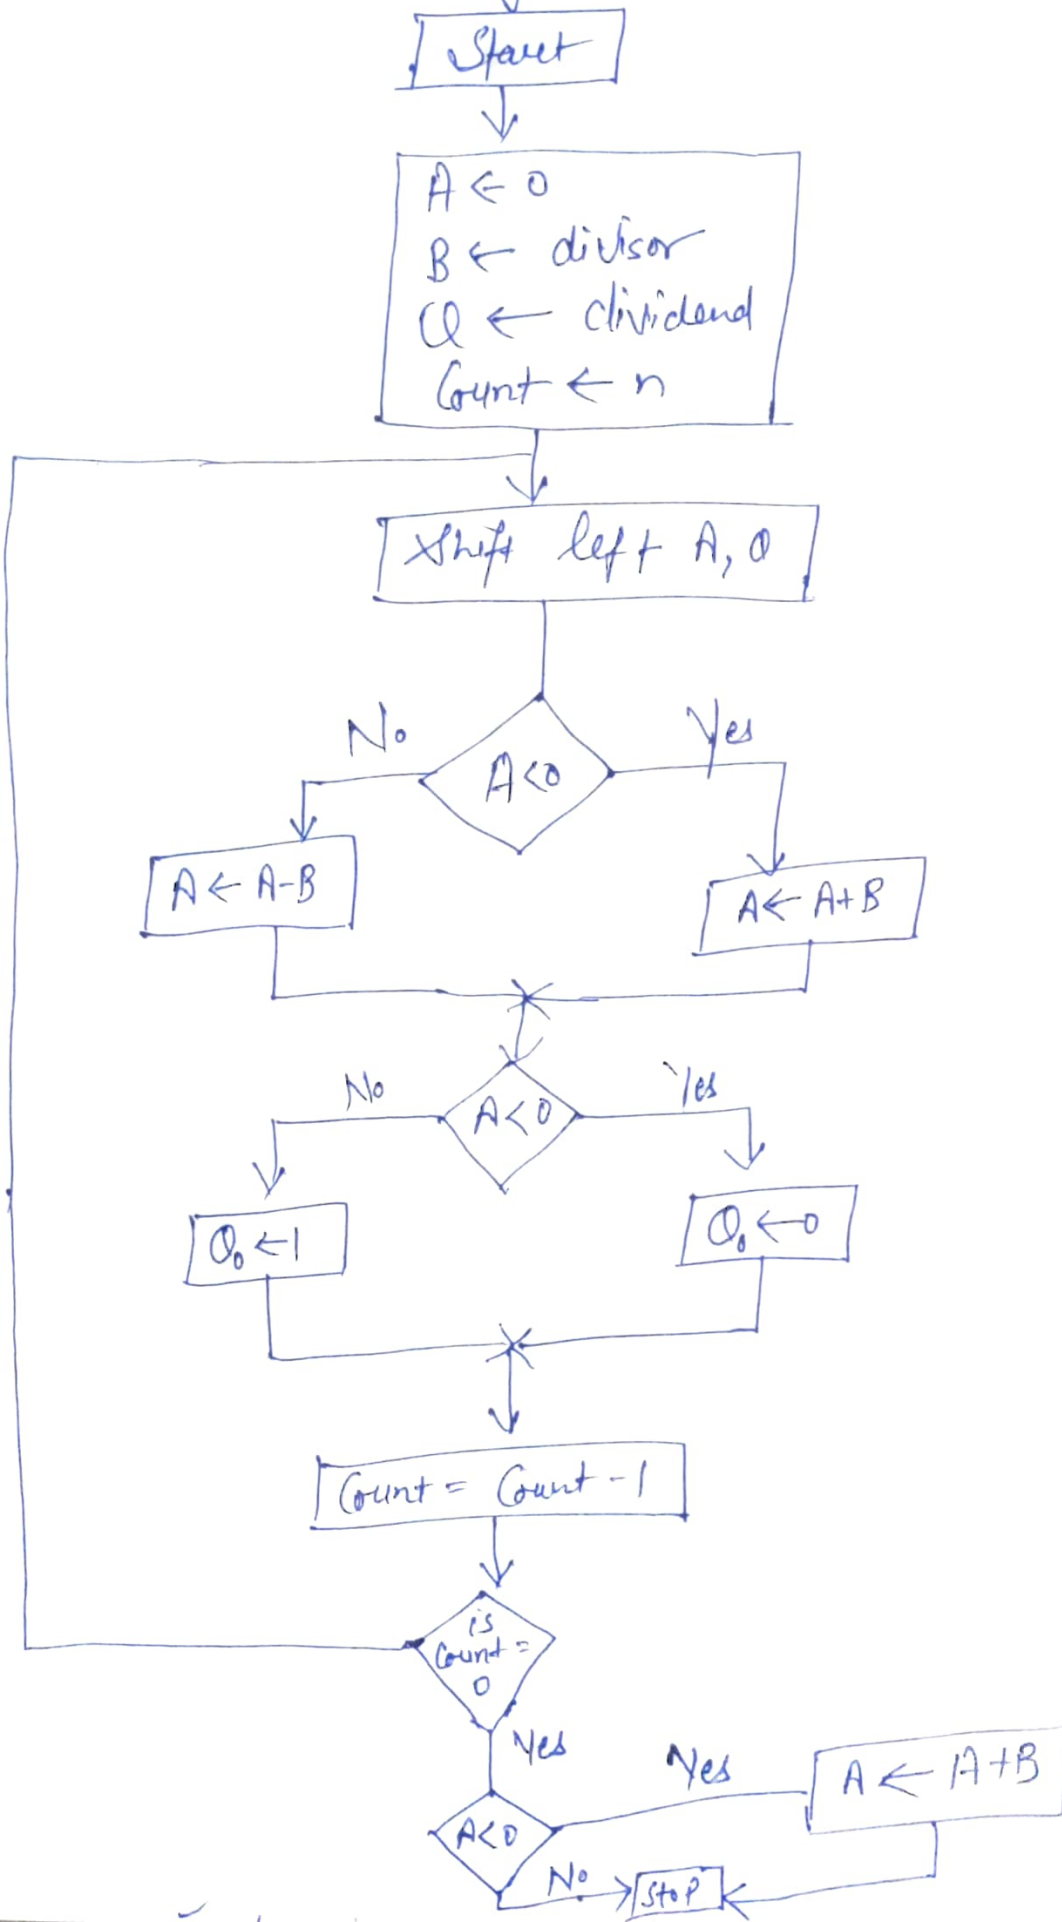 Start
A ← 0
B ← divisor
Q ← dividend
Count ← n
Shift left A, Q
No
Yes
A<0
A ← A-B
A ← A+B
No
Yes
A<0
Q₀ ← 1
Q₀ ← 0
Count = Count - 1
is
Count =
0
Yes
Yes
A ← A+B
A<0
No
Stop